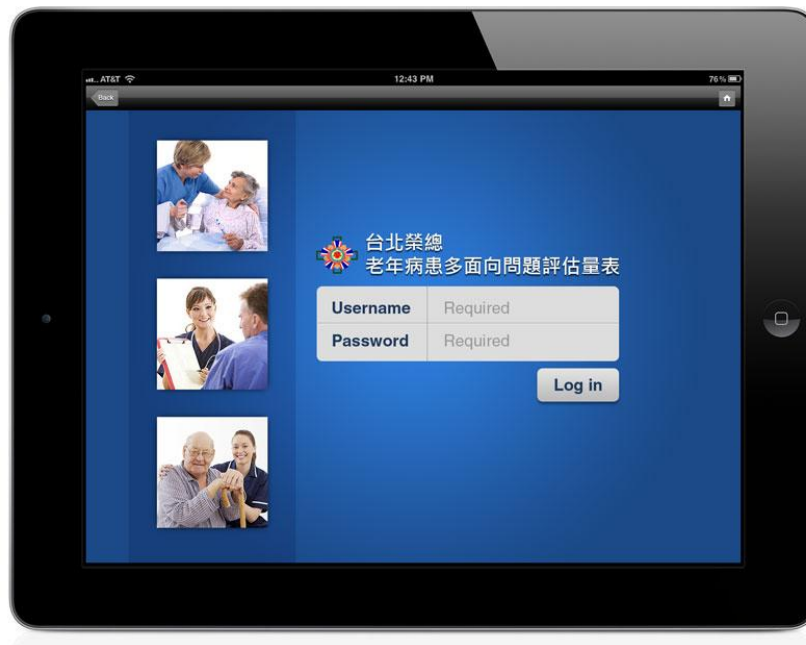 AT&T
12:43 PM
76%
Back
台北榮總
老年病患多面向問題評估量表
Username Required
Password Required
Log in